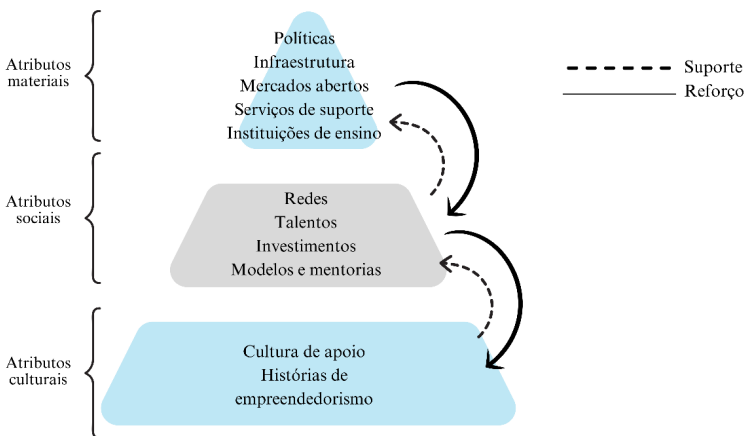 Atributos
materiais
Políticas
Infraestrutura
Mercados abertos
Serviços de suporte
Instituições de ensino
Suporte
Reforço
Atributos
sociais
Redes
Talentos
Investimentos
Modelos e mentorias
Atributos
culturais
Cultura de apoio
Histórias de
empreendedorismo